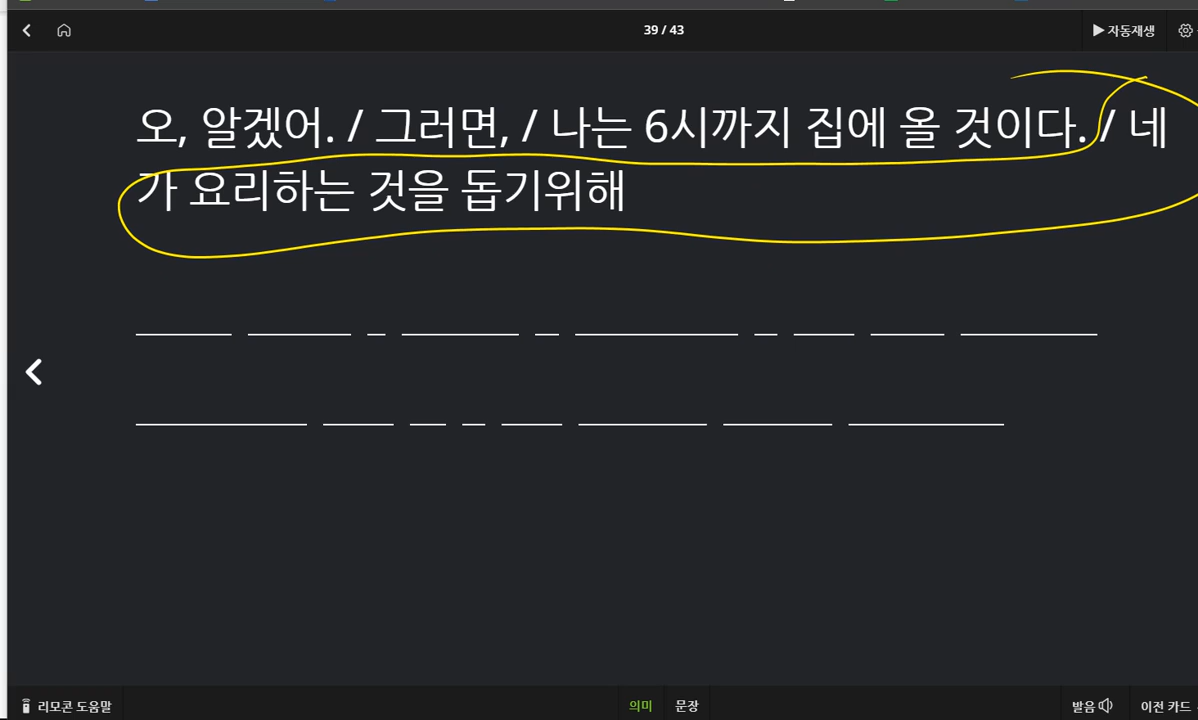 39 / 43
자동재생
오, 알겠어. / 그러면, / 나는 6시까지 집에 올 것이다. / 네
가 요리하는 것을 돕기위해
리모콘 도움말
의미
문장
발음
이전 카드